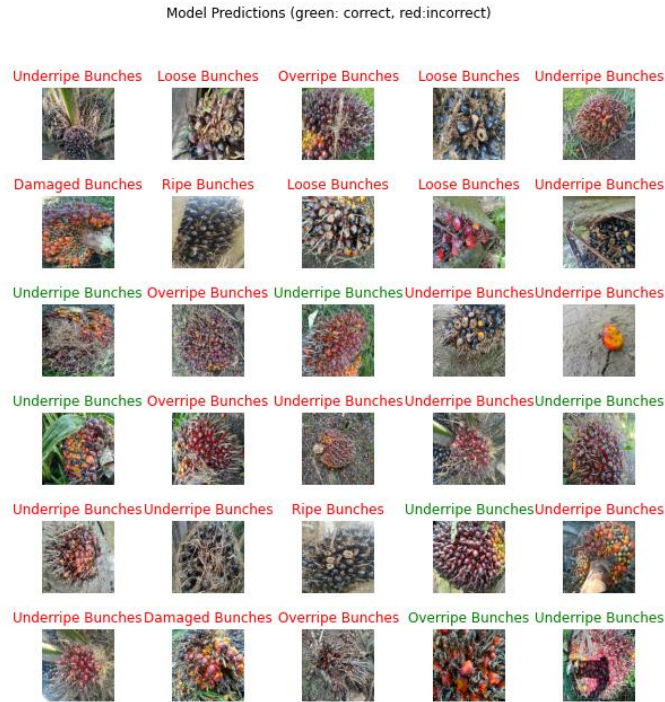 Model Predictions (green: correct, red:incorrect)
Underripe Bunches Loose Bunches Overripe Bunches Loose Bunches Underripe Bunches
Damaged Bunches Ripe Bunches Loose Bunches Loose Bunches Underripe Bunches
Underripe Bunches Overripe Bunches Underripe Bunches Underripe Bunches Underripe Bunches
Underripe Bunches Overripe Bunches Underripe Bunches Underripe Bunches Underripe Bunches
Underripe Bunches Underripe Bunches Ripe Bunches Underripe Bunches Underripe Bunches
Underripe Bunches Damaged Bunches Overripe Bunches Overripe Bunches Underripe Bunches